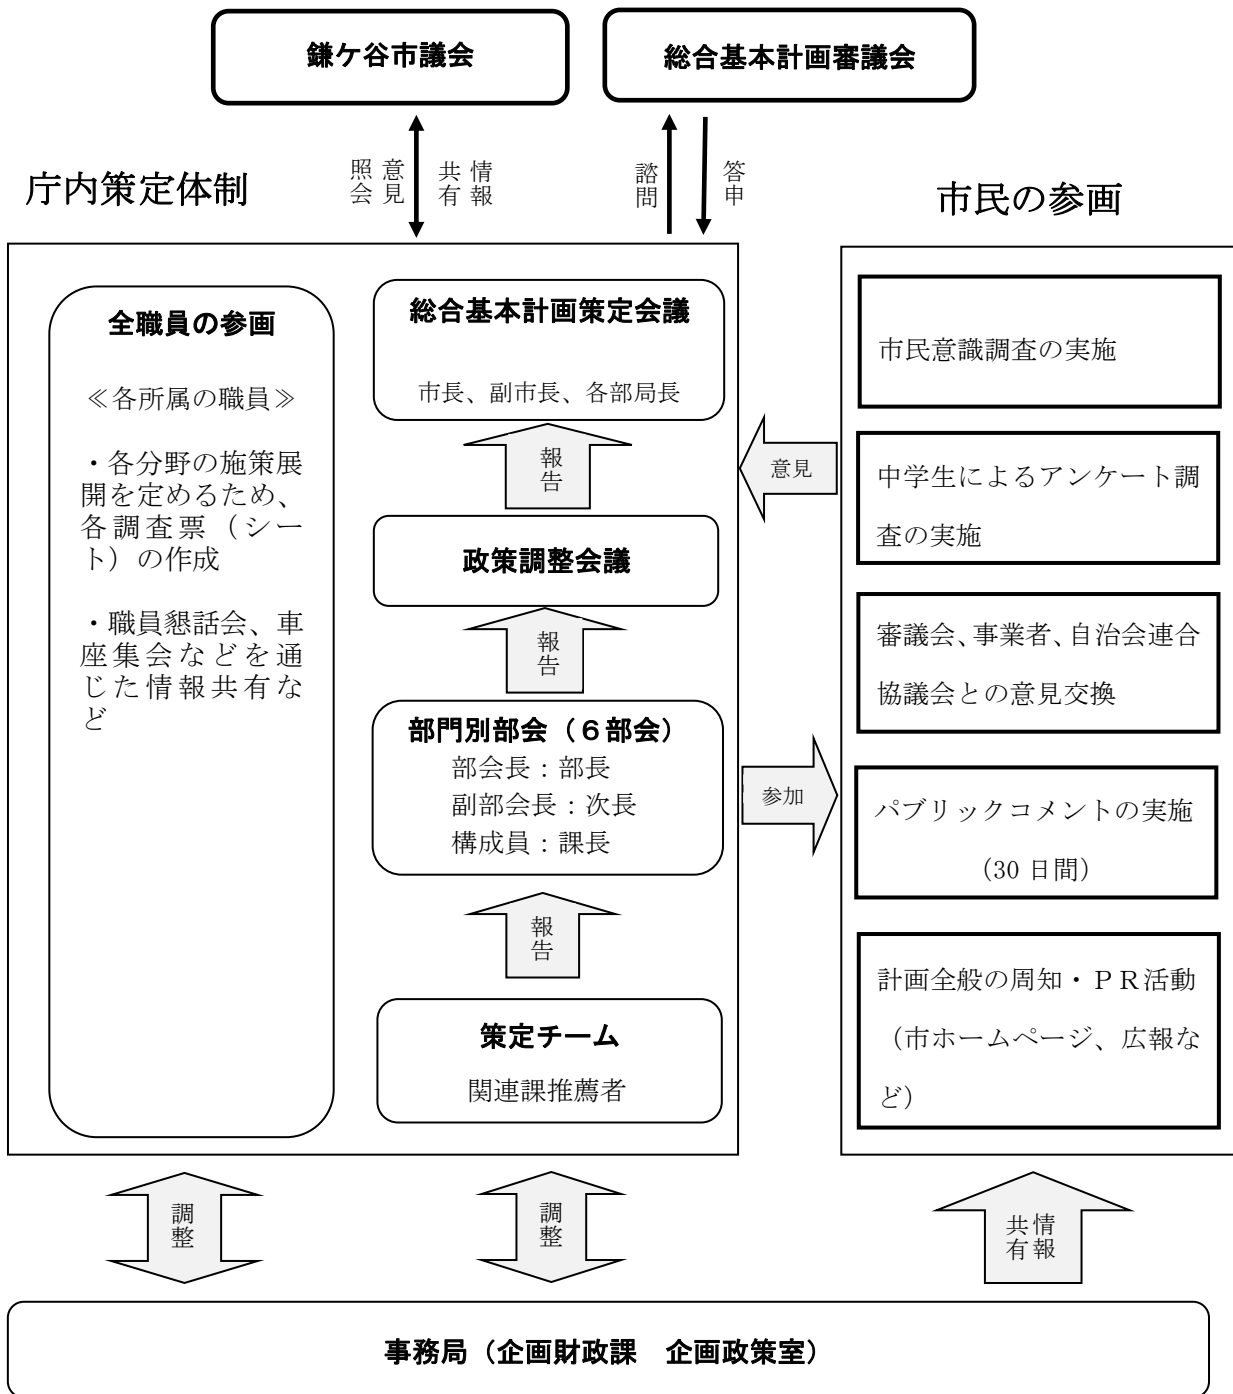 鎌ケ谷市議会
総合基本計画審議会
意見
照会
情報
共有
諮問
答申
庁内策定体制
市民の参画
全職員の参画
≪各所属の職員≫
・各分野の施策展
開を定めるため、
各調査票（シー
ト）の作成
・職員懇話会、車
座集会などを通
じた情報共有な
ど
総合基本計画策定会議
市長、副市長、各部局長
報告
政策調整会議
報告
部門別部会（６部会）
部会長：部長
副部会長：次長
構成員：課長
報告
策定チーム
関連課推薦者
意見
参加
市民意識調査の実施
中学生によるアンケート調
査の実施
審議会、事業者、自治会連合
協議会との意見交換
パブリックコメントの実施
（30 日間）
計画全般の周知・ＰＲ活動
（市ホームページ、広報な
ど）
調整
調整
情報
共有
事務局（企画財政課　企画政策室）